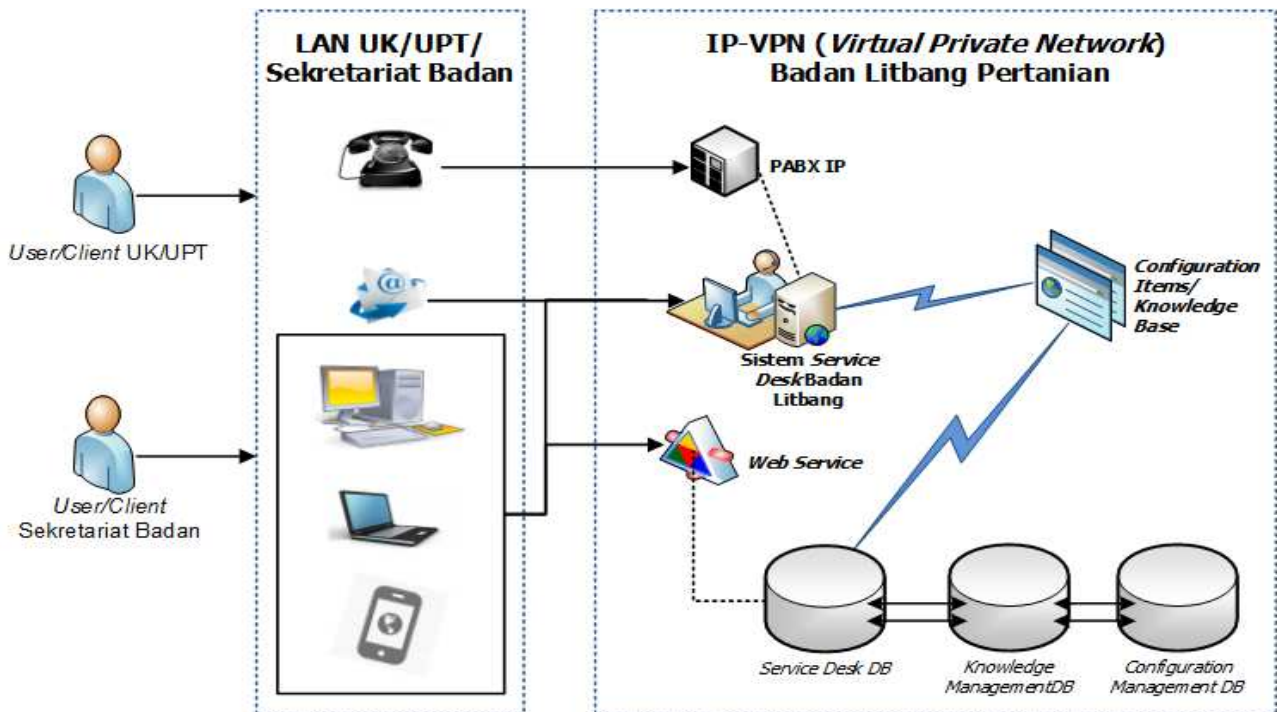 LAN UK/UPT/
Sekretariat Badan
IP-VPN (Virtual Private Network)
Badan Litbang Pertanian
User/Client UK/UPT
User/Client
Sekretariat Badan
@
PABX IP
Sistem Service
Desk Badan
Litbang
Configuration
Items/
Knowledge
Base
Web Service
Service Desk DB
Knowledge
ManagementDB
Configuration
Management DB